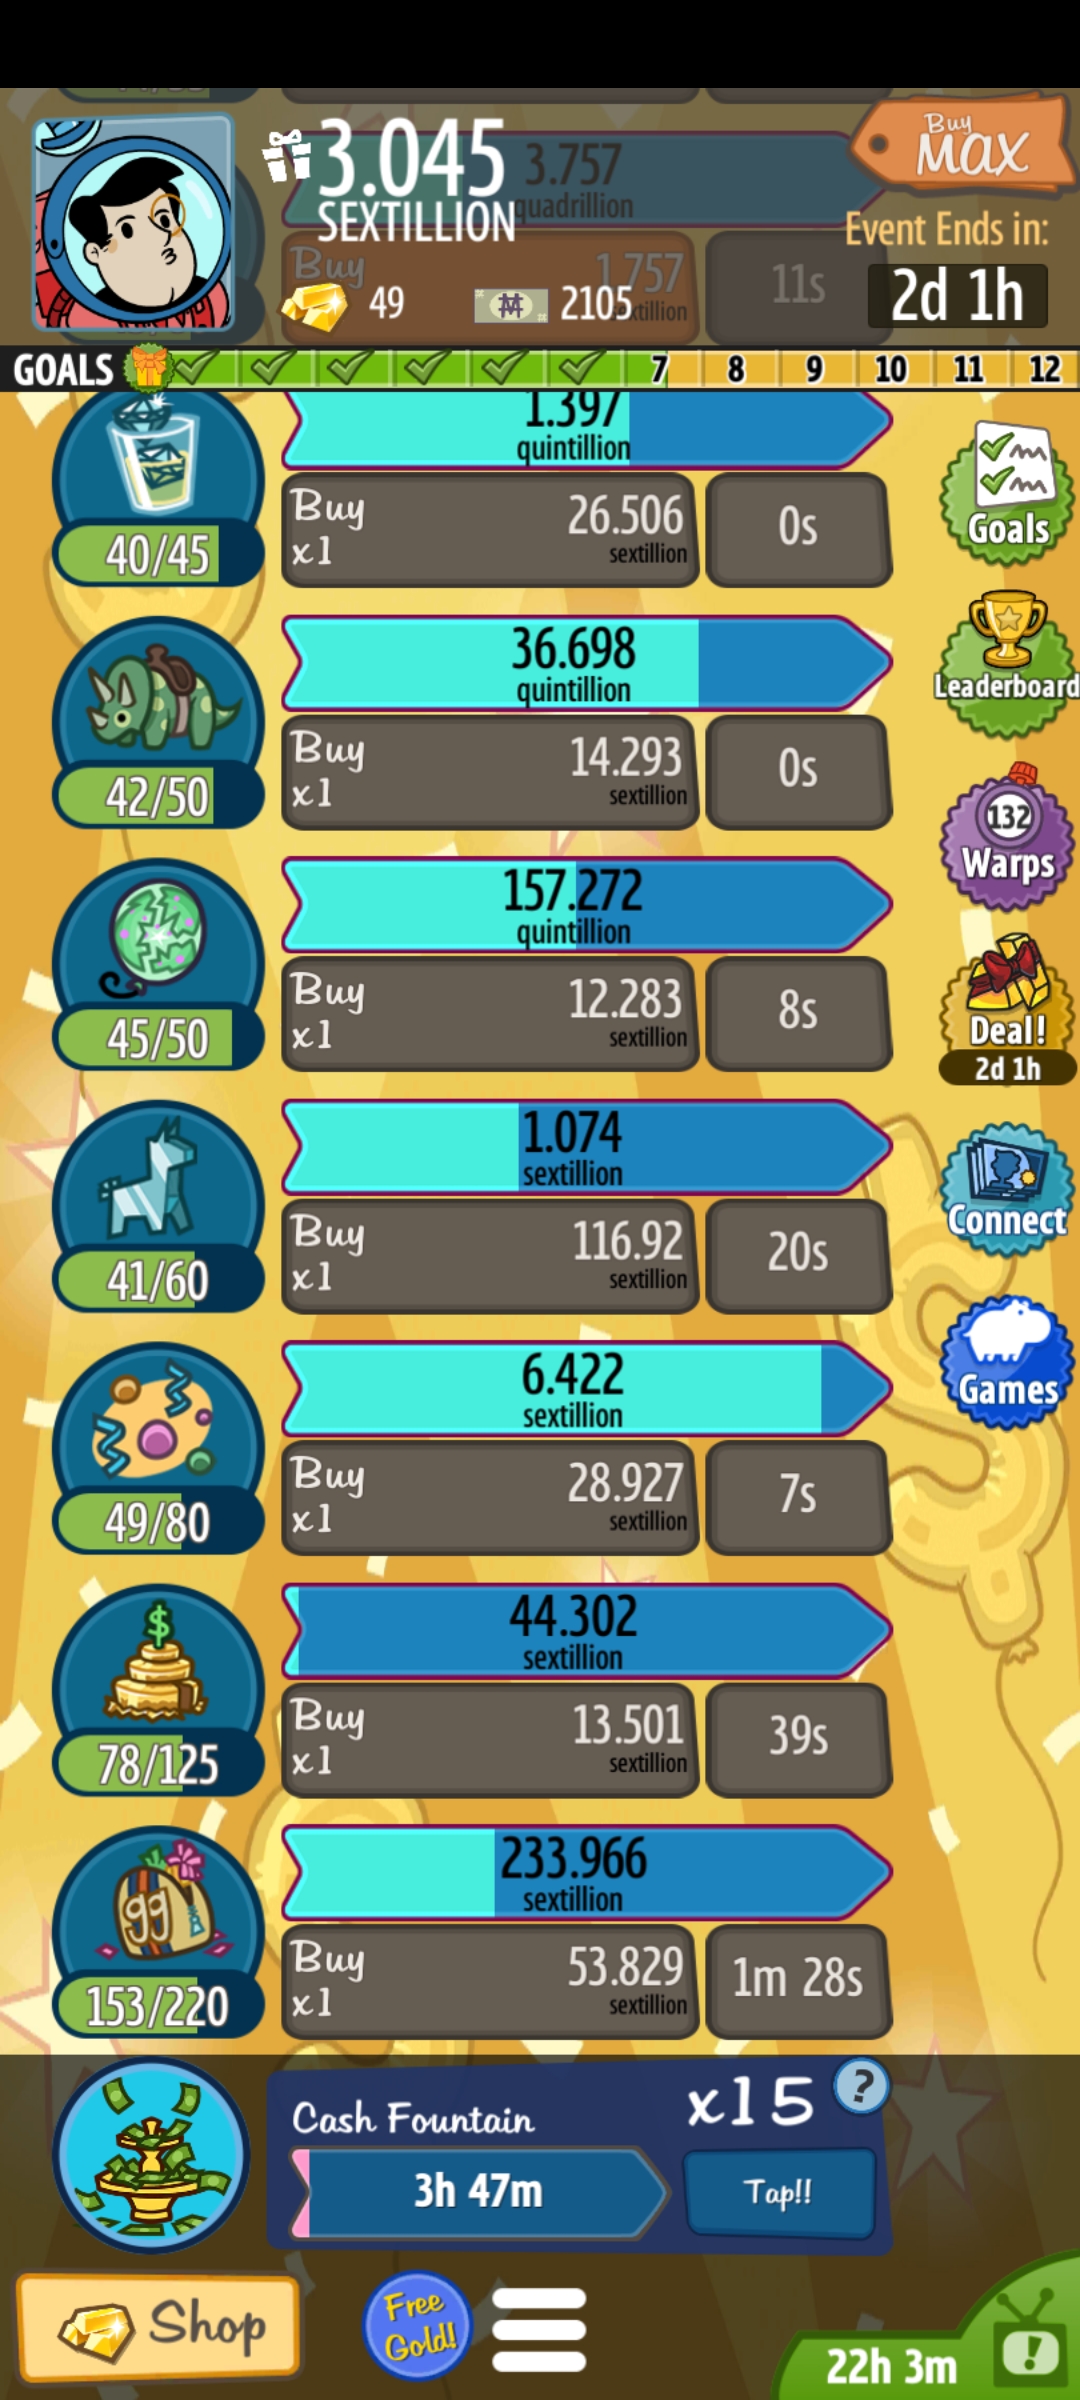 3.045
SEXTILLION
49
2105
Buy
MAX
Event Ends in:
2d 1h
3.757
quadrillion
Buy
1.757
11s
GOALS
7 8 9 10 11 12
1.397
quintillion
Buy
x1
26.506
sextillion
0s
40/45
Goals
36.698
quintillion
Buy
x1
14.293
sextillion
0s
42/50
Leaderboard
157.272
quintillion
Buy
x1
12.283
sextillion
8s
45/50
132
Warps
Deal!
2d 1h
1.074
sextillion
Buy
x1
116.92
sextillion
20s
41/60
Connect
6.422
sextillion
Buy
x1
28.927
sextillion
7s
49/80
Games
$
44.302
sextillion
Buy
x1
13.501
sextillion
39s
78/125
gg
233.966
sextillion
Buy
x1
53.829
sextillion
1m 28s
153/220
Cash Fountain
x15
?
3h 47m
Tap!!
Shop
Free
Gold!
22h 3m
!